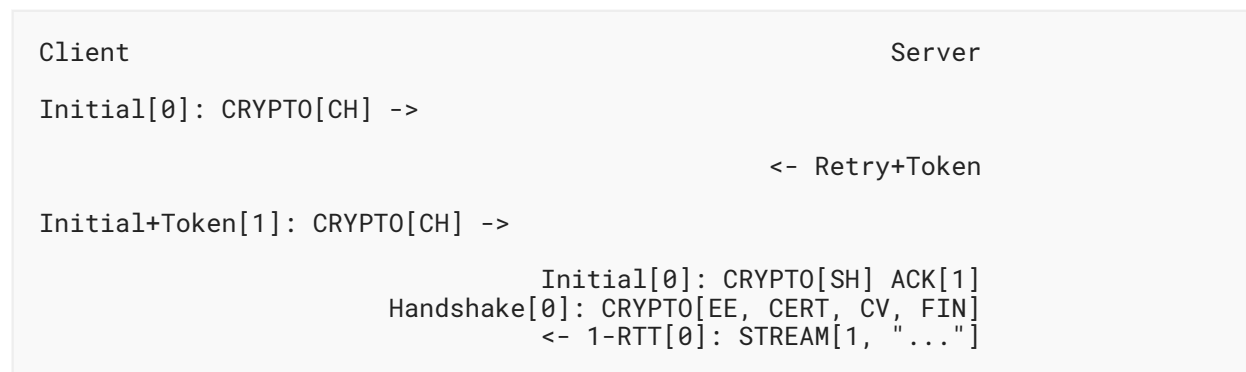 Client                                                  Server

Initial[0]: CRYPTO[CH] ->

                                                <- Retry+Token

Initial+Token[1]: CRYPTO[CH] ->

                                 Initial[0]: CRYPTO[SH] ACK[1]
                       Handshake[0]: CRYPTO[EE, CERT, CV, FIN]
                                 <- 1-RTT[0]: STREAM[1, "..."]